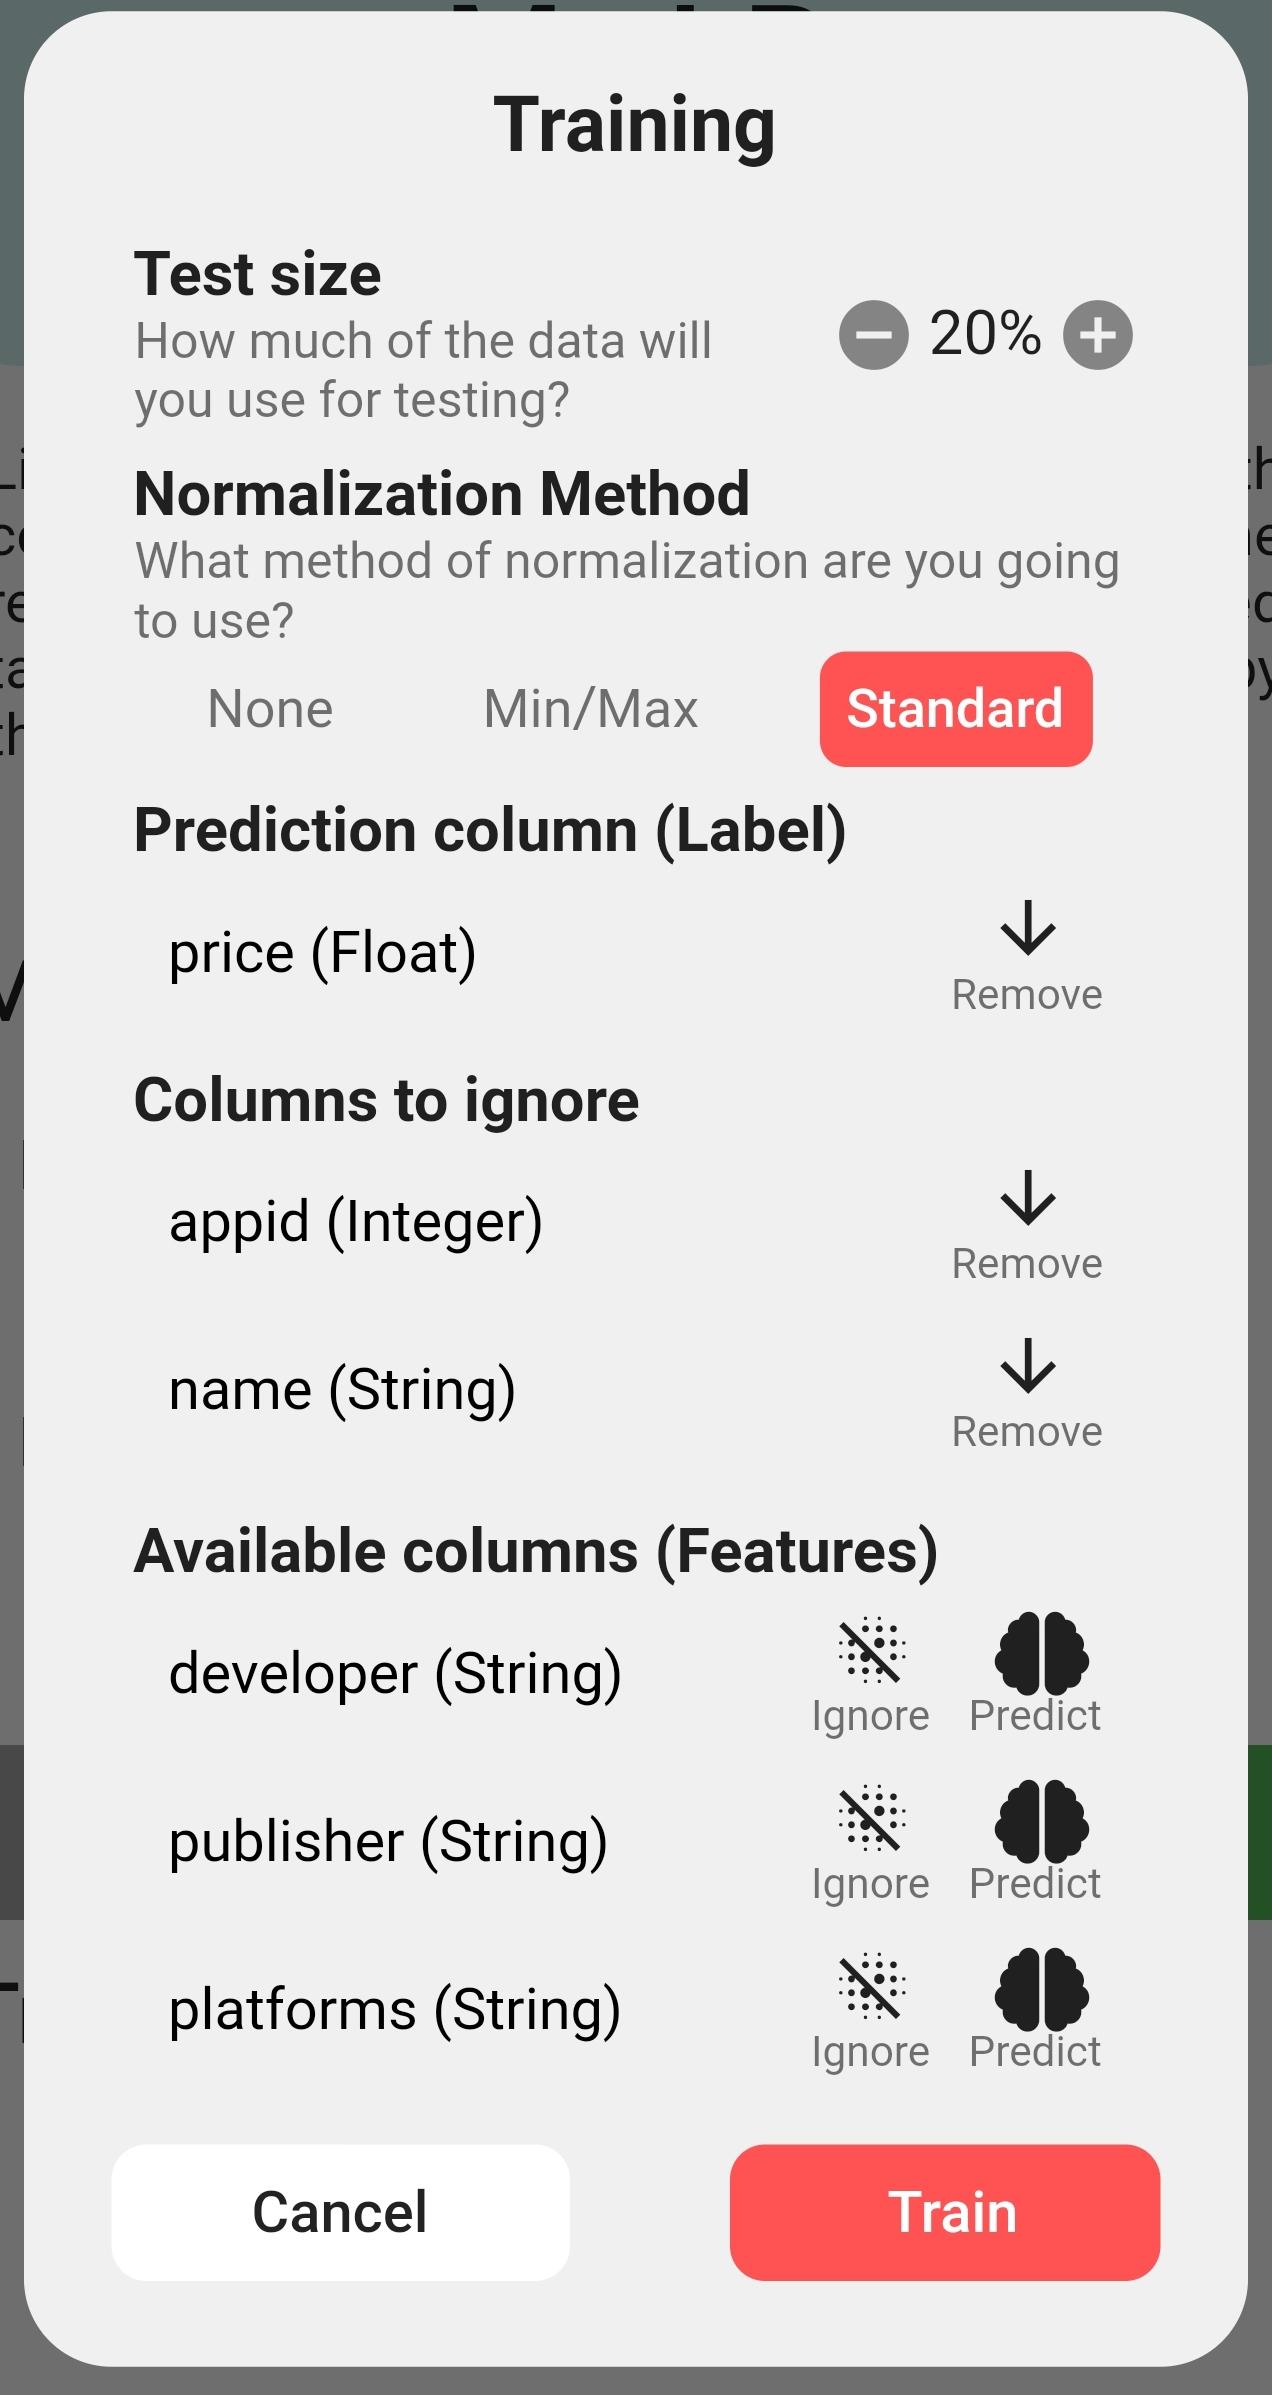 Training
Test size
How much of the data will
you use for testing?
20%
Normalization Method
What method of normalization are you going
to use?
None
Min/Max
Standard
Prediction column (Label)
price (Float)
Remove
Columns to ignore
appid (Integer)
Remove
name (String)
Remove
Available columns (Features)
developer (String)
Ignore
Predict
publisher (String)
Ignore
Predict
platforms (String)
Ignore
Predict
Cancel
Train